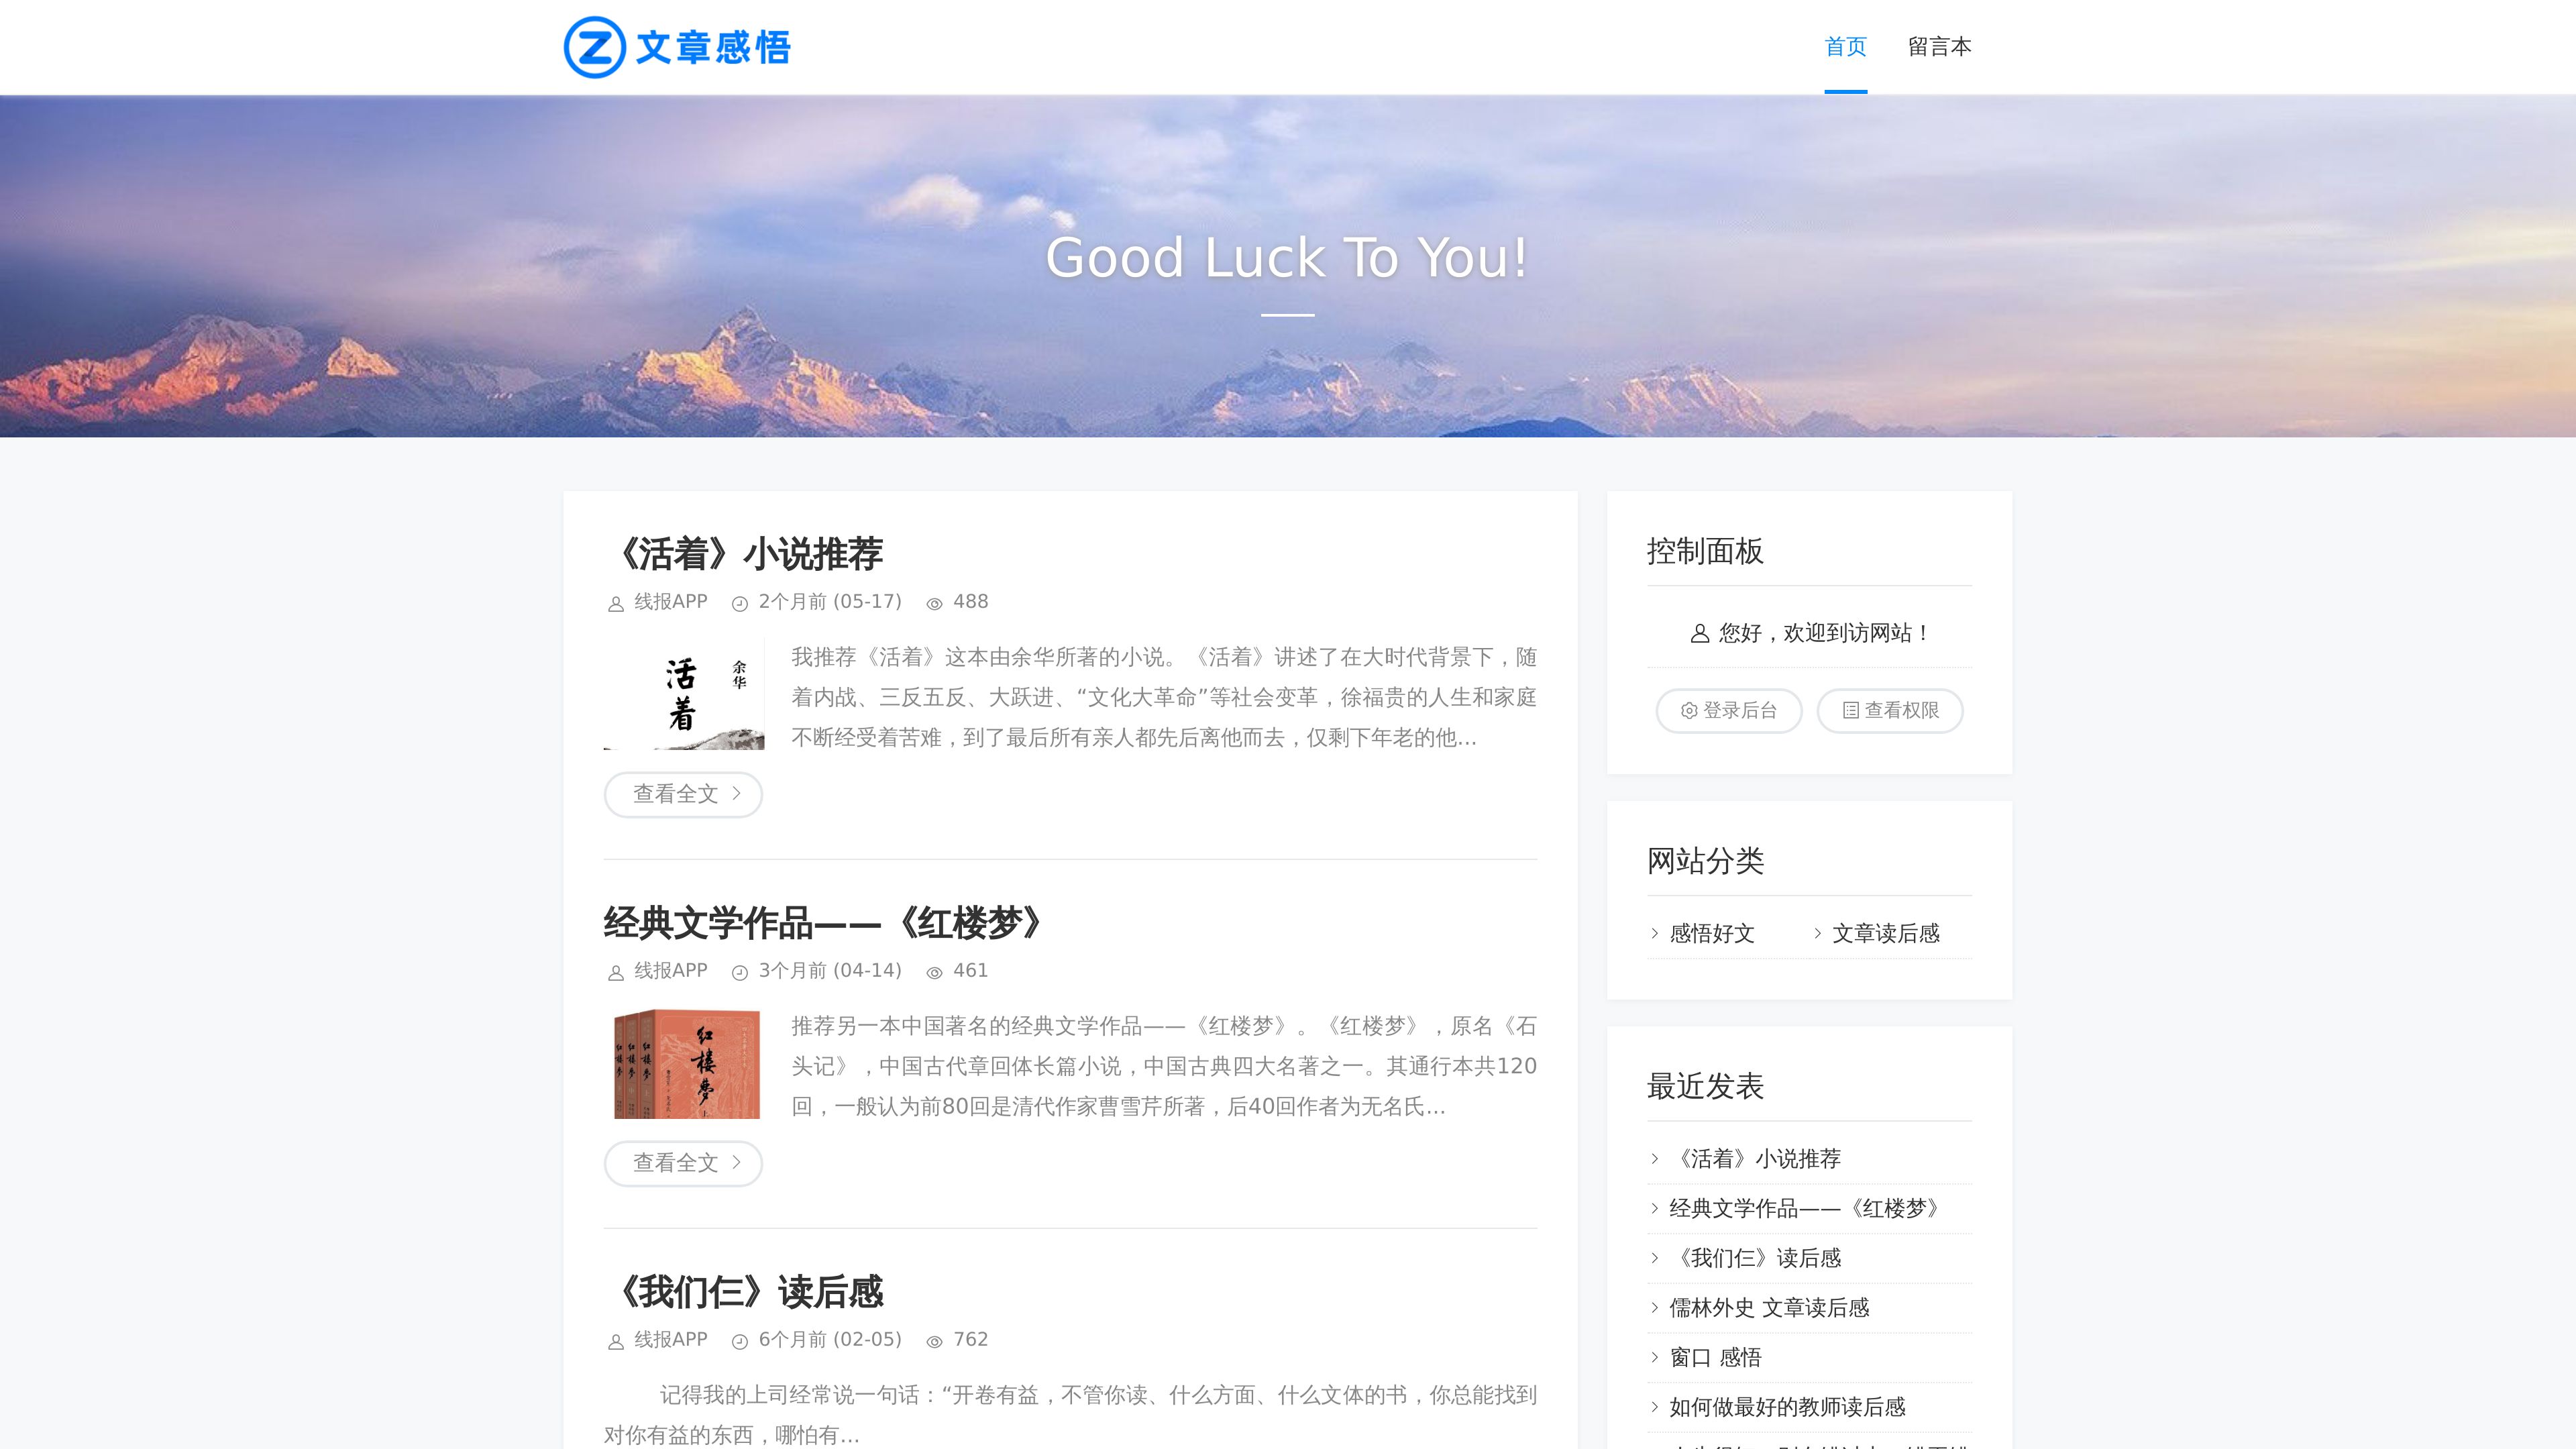 文章感悟
首页
留言本
Good Luck To You!
《活着》小说推荐
线报APP 2个月前 (05-17) 488
活着
余华
我推荐《活着》这本由余华所著的小说。《活着》讲述了在大时代背景下，随
着内战、三反五反、大跃进、“文化大革命”等社会变革，徐福贵的人生和家庭
不断经受着苦难，到了最后所有亲人都先后离他而去，仅剩下年老的他...
查看全文
经典文学作品——《红楼梦》
线报APP 3个月前 (04-14) 461
红楼夢
推荐另一本中国著名的经典文学作品——《红楼梦》。《红楼梦》，原名《石
头记》，中国古代章回体长篇小说，中国古典四大名著之一。其通行本共120
回，一般认为前80回是清代作家曹雪芹所著，后40回作者为无名氏...
查看全文
《我们仨》读后感
线报APP 6个月前 (02-05) 762
记得我的上司经常说一句话：“开卷有益，不管你读、什么方面、什么文体的书，你总能找到
对你有益的东西，哪怕有...
控制面板
您好，欢迎到访网站！
登录后台 查看权限
网站分类
感悟好文 文章读后感
最近发表
《活着》小说推荐
经典文学作品——《红楼梦》
《我们仨》读后感
儒林外史 文章读后感
窗口 感悟
如何做最好的教师读后感